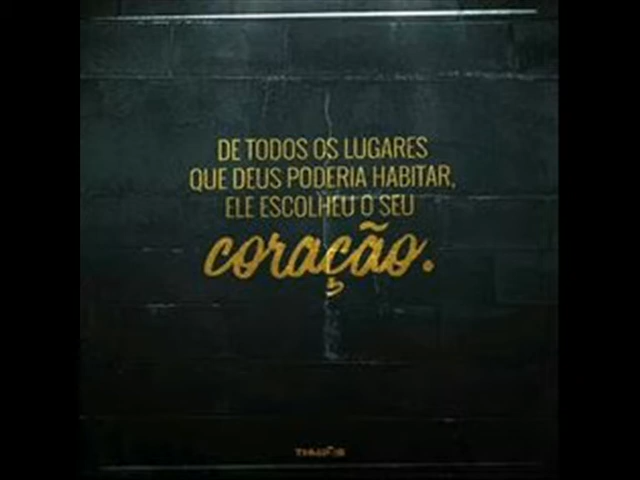 DE TODOS OS LUGARES
QUE DEUS PODERIA HABITAR,
ELE ESCOLHEU O SEU
coração.